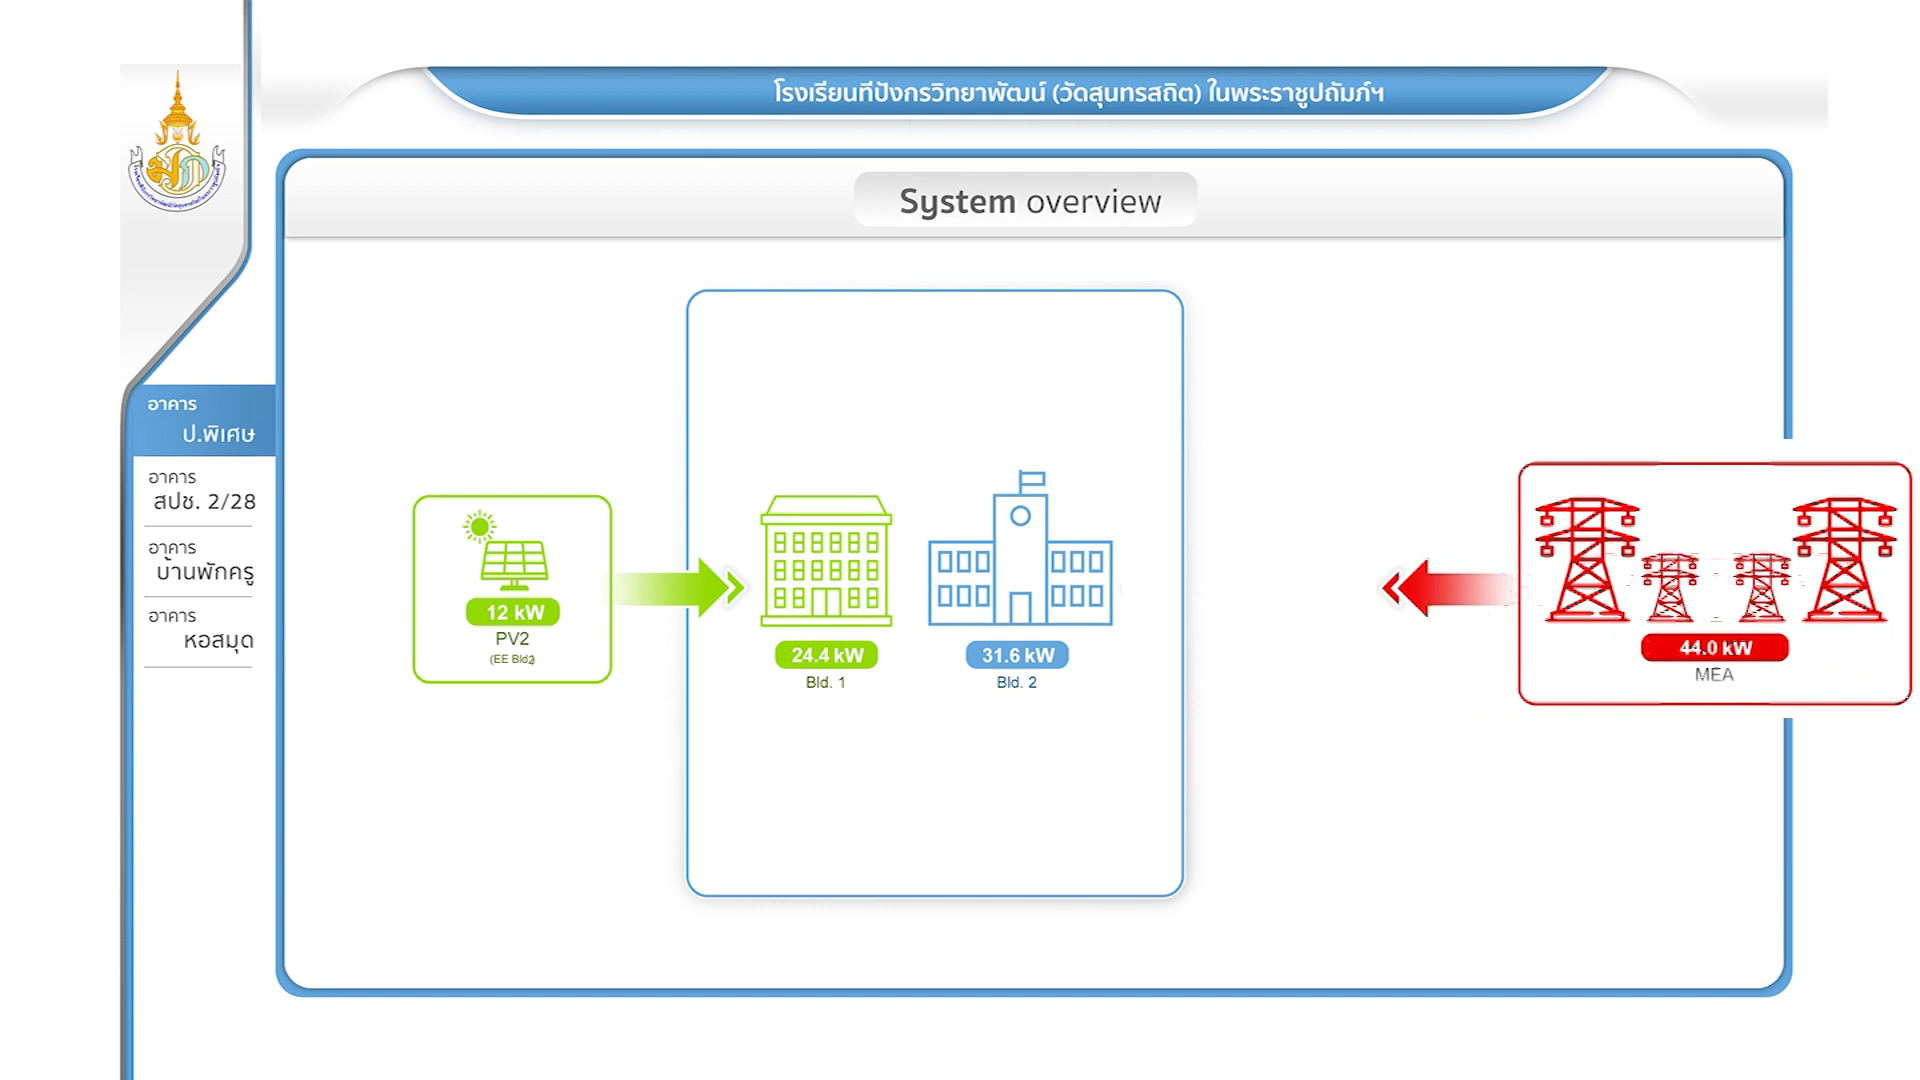 โรงเรียนทีปังกรวิทยาพัฒน์ (วัดสุนทรสถิต) ในพระราชูปถัมภ์ฯ
System overview
อาคาร
ป.พิเศษ
อาคาร
สปช. 2/28
อาคาร
บ้านพักครู
อาคาร
หอสมุด
12 kW
PV2
(EE Bld2)
24.4 kW
Bld. 1
31.6 kW
Bld. 2
44.0 kW
MEA